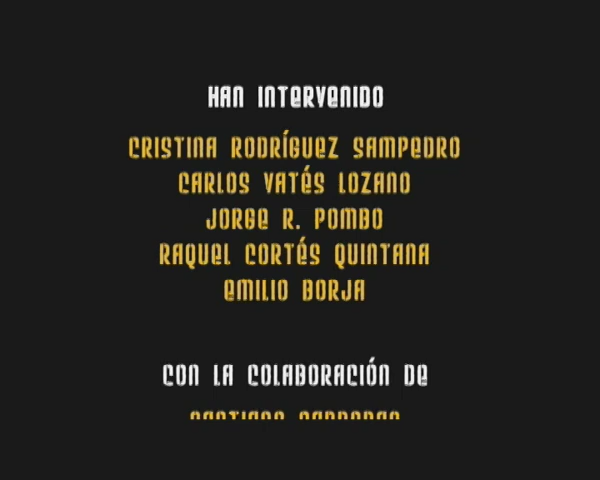 HAN INTERVENIDO
CRISTINA RODRÍGUEZ SAMPEDRO
CARLOS VATÉS LOZANO
JORGE R. POMBO
RAQUEL CORTÉS QUINTANA
EMILIO BORJA
CON LA COLABORACIÓN DE